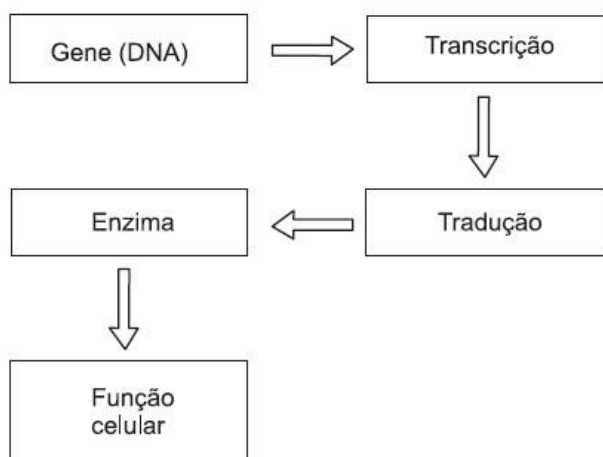 Gene (DNA)
Transcrição
Tradução
Enzima
Função
celular